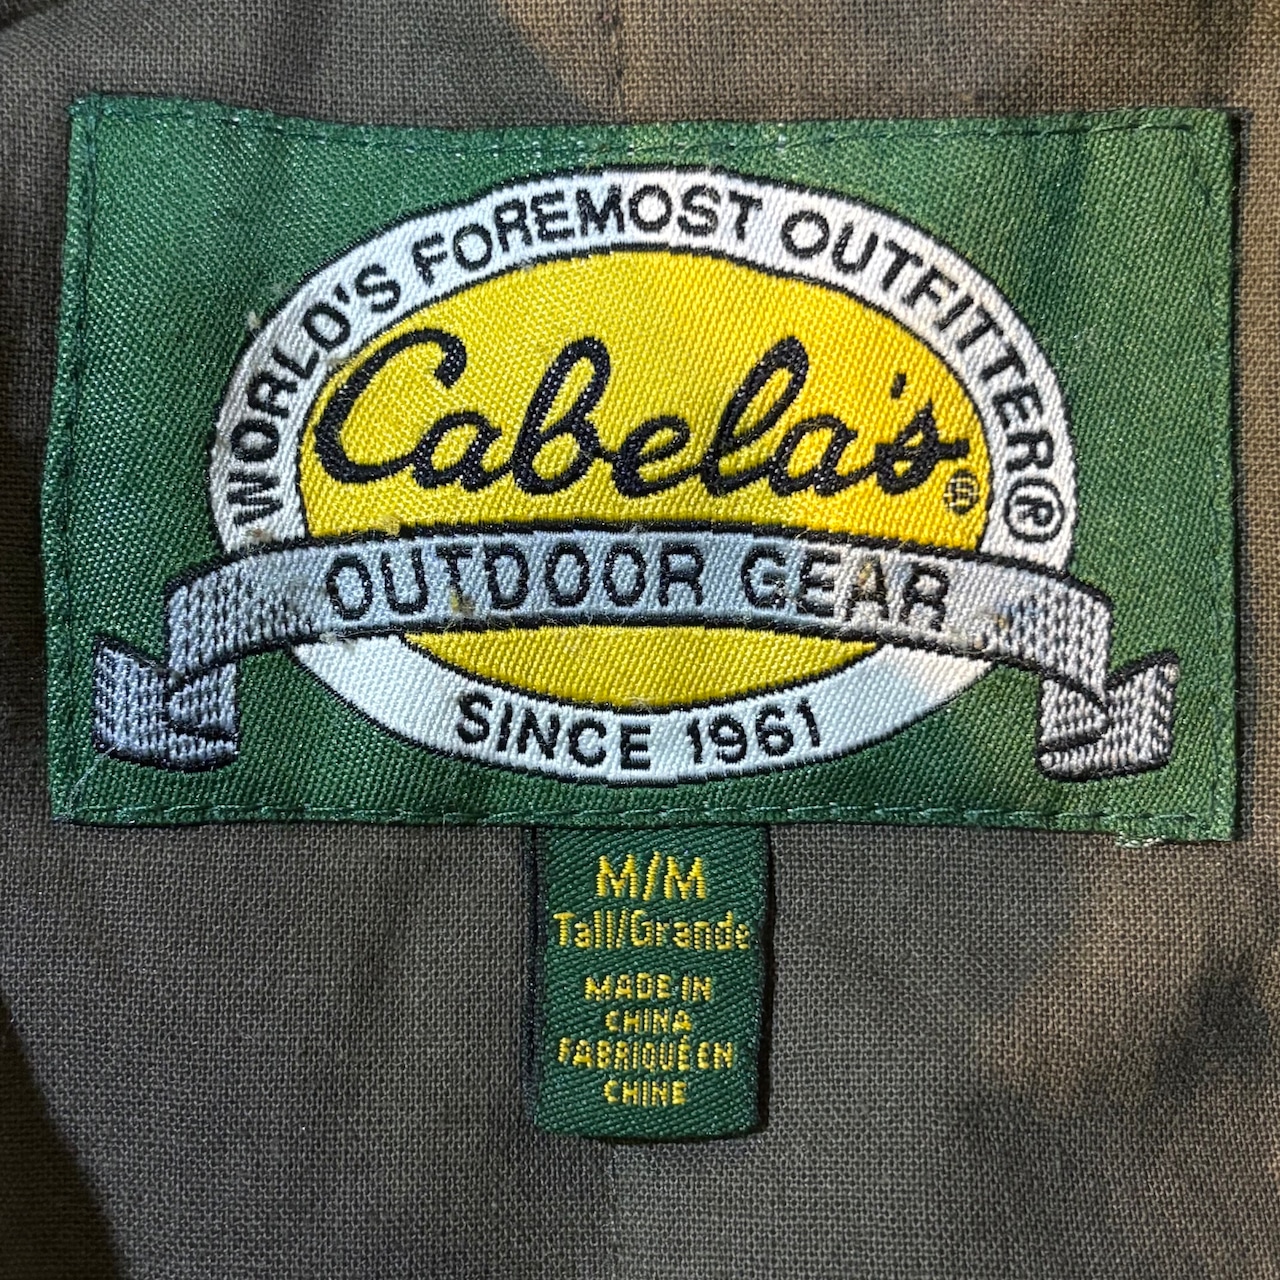 WORLD'S FOREMOST OUTFITTER®
Cabela's®
OUTDOOR GEAR
SINCE 1961
M/M
Tall/Grande
MADE IN
CHINA
FABRIQUÉ EN
CHINE